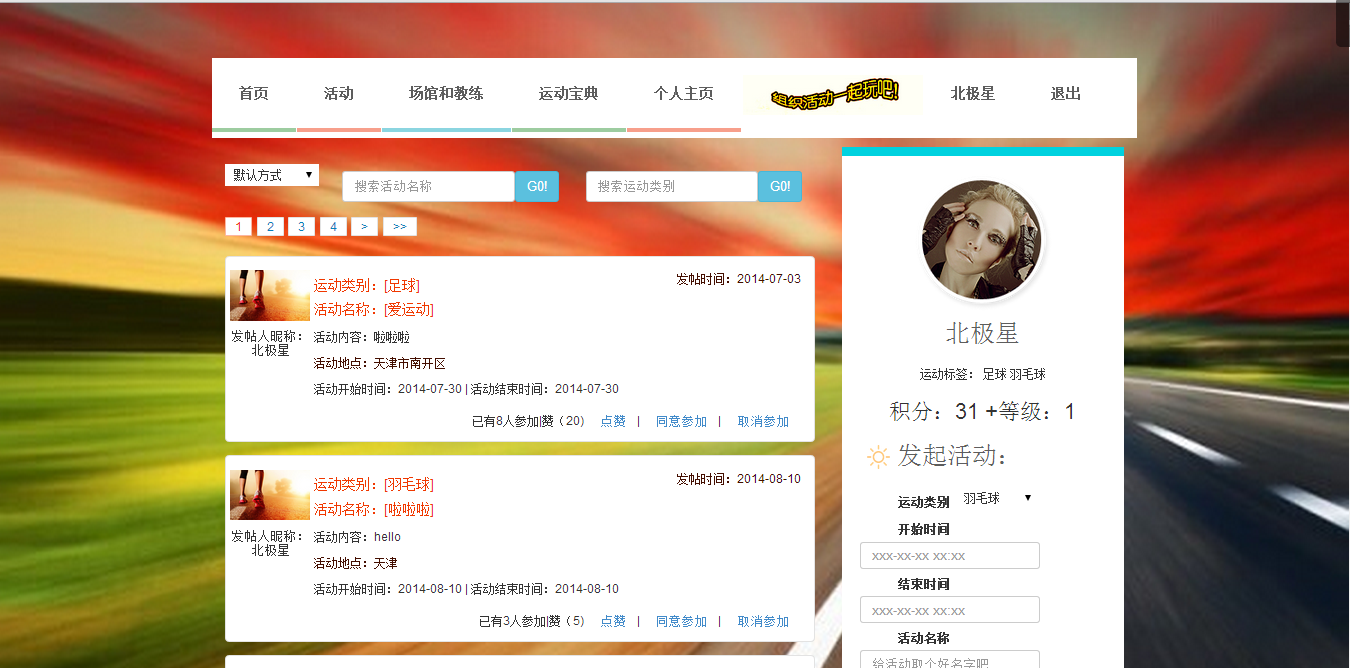 首页 活动 场馆和教练 运动宝典 个人主页 组织活动一起玩吧! 北极星 退出
默认方式 ▼ 搜索活动名称 GO! 搜索运动类别 GO!
1 2 3 4 > >>
运动类别：[足球] 发帖时间：2014-07-03
活动名称：[爱运动]
发帖人昵称：
北极星
活动内容：啦啦啦
活动地点：天津市南开区
活动开始时间：2014-07-30 | 活动结束时间：2014-07-30
已有8人参加|赞（20） 点赞 | 同意参加 | 取消参加
运动类别：[羽毛球] 发帖时间：2014-08-10
活动名称：[啦啦啦]
发帖人昵称：
北极星
活动内容：hello
活动地点：天津
活动开始时间：2014-08-10 | 活动结束时间：2014-08-10
已有3人参加|赞（5） 点赞 | 同意参加 | 取消参加
北极星
运动标签： 足球 羽毛球
积分：31 +等级：1
发起活动：
运动类别 羽毛球 ▼
开始时间
xxx-xx-xx xx:xx
结束时间
xxx-xx-xx xx:xx
活动名称
给活动取个好名字吧